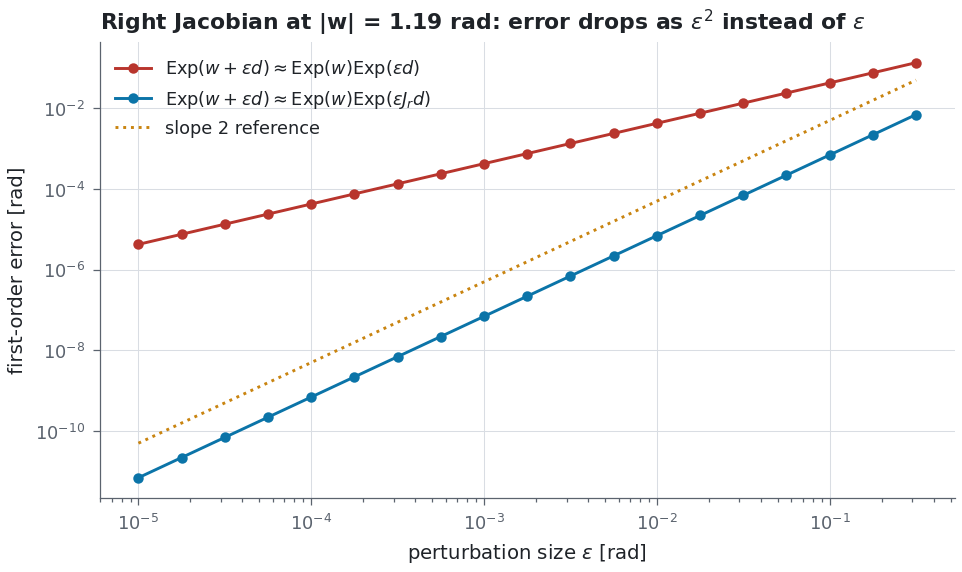 Right Jacobian at |w| = 1.19 rad: error drops as ε² instead of ε
Exp(w + εd) ≈ Exp(w)Exp(εd)
Exp(w + εd) ≈ Exp(w)Exp(εJᵣd)
slope 2 reference
first-order error [rad]
10⁻²
10⁻⁴
10⁻⁶
10⁻⁸
10⁻¹⁰
10⁻⁵ 10⁻⁴ 10⁻³ 10⁻² 10⁻¹
perturbation size ε [rad]